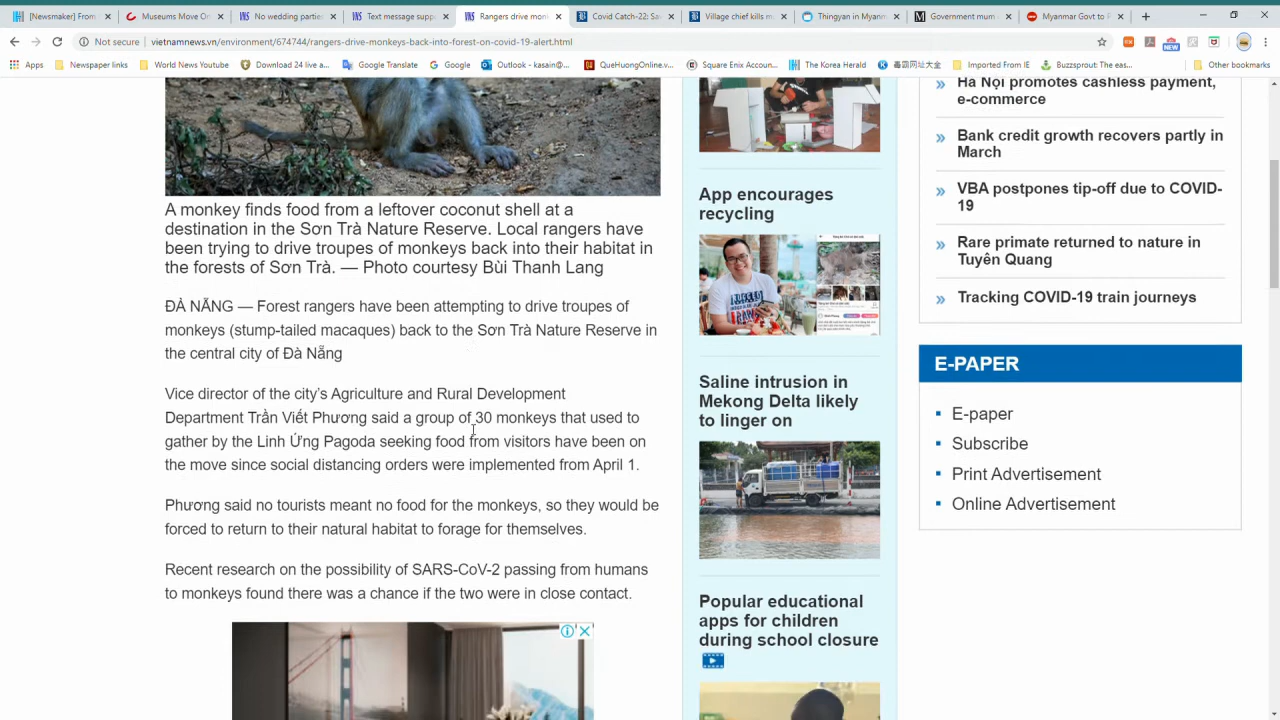 [Newsmaker] From
Museums Move On
No wedding partie
Text message supp
Rangers drive monk
Covid Catch-22: Sa
Village chief kills m
Thingyan in Myanm
Government mum
Myanmar Govt to P
Not secure | vietnamnews.vn/environment/674744/rangers-drive-monkeys-back-into-forest-on-covid-19-alert.html
NEW
Apps
Newspaper links
World News Youtube
Download 24 live a...
Google Translate
Google
Outlook - kasain@...
QueHuongOnline.v...
Square Enix Accoun...
The Korea Herald
毒霸网址大全
Imported From IE
Buzzsprout: The eas...
Other bookmarks
A monkey finds food from a leftover coconut shell at a
destination in the Sơn Trà Nature Reserve. Local rangers have
been trying to drive troupes of monkeys back into their habitat in
the forests of Sơn Trà. — Photo courtesy Bùi Thanh Lang
ĐÀ NẴNG — Forest rangers have been attempting to drive troupes of
monkeys (stump-tailed macaques) back to the Sơn Trà Nature Reserve in
the central city of Đà Nẵng
Vice director of the city's Agriculture and Rural Development
Department Trần Viết Phương said a group of 30 monkeys that used to
gather by the Linh Ứng Pagoda seeking food from visitors have been on
the move since social distancing orders were implemented from April 1.
Phương said no tourists meant no food for the monkeys, so they would be
forced to return to their natural habitat to forage for themselves.
Recent research on the possibility of SARS-CoV-2 passing from humans
to monkeys found there was a chance if the two were in close contact.
App encourages
recycling
Saline intrusion in
Mekong Delta likely
to linger on
Popular educational
apps for children
during school closure
Hà Nội promotes cashless payment,
e-commerce
Bank credit growth recovers partly in
March
VBA postpones tip-off due to COVID-
19
Rare primate returned to nature in
Tuyên Quang
Tracking COVID-19 train journeys
E-PAPER
E-paper
Subscribe
Print Advertisement
Online Advertisement